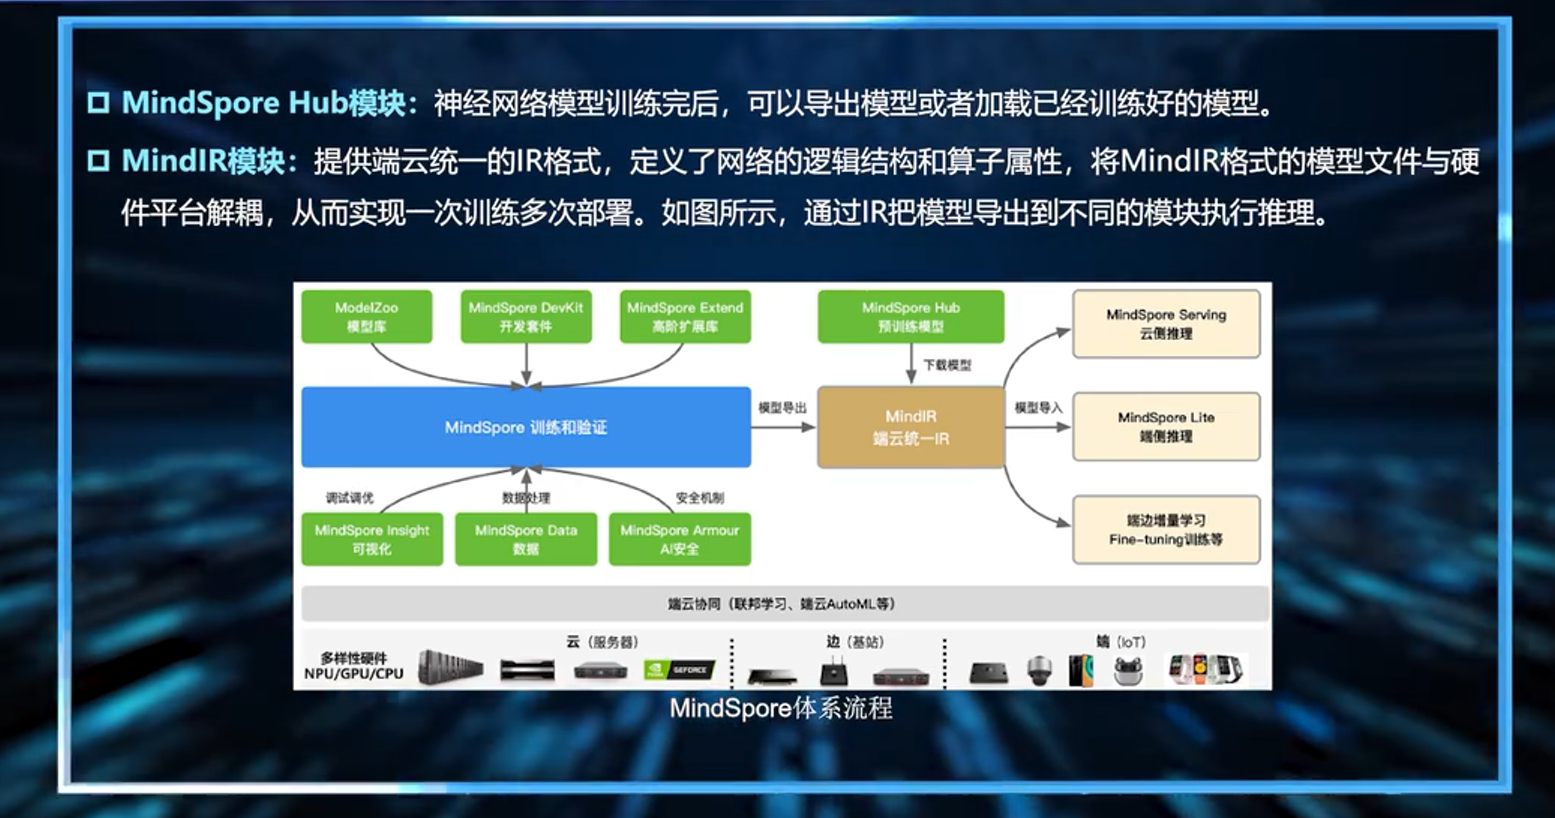 MindSpore Hub模块：神经网络模型训练完后，可以导出模型或者加载已经训练好的模型。
MindIR模块：提供端云统一的IR格式，定义了网络的逻辑结构和算子属性，将MindIR格式的模型文件与硬
件平台解耦，从而实现一次训练多次部署。如图所示，通过IR把模型导出到不同的模块执行推理。
ModelZoo
模型库
MindSpore DevKit
开发套件
MindSpore Extend
高阶扩展库
MindSpore Hub
预训练模型
MindSpore Serving
云侧推理
下载模型
MindSpore 训练和验证
模型导出
MindIR
端云统一IR
模型导入
MindSpore Lite
端侧推理
调试调优
数据处理
安全机制
MindSpore Insight
可视化
MindSpore Data
数据
MindSpore Armour
AI安全
端边增量学习
Fine-tuning训练等
端云协同（联邦学习、端云AutoML等）
多样性硬件
NPU/GPU/CPU
云（服务器）
边（基站）
端（IoT）
GEFORCE
MindSpore体系流程